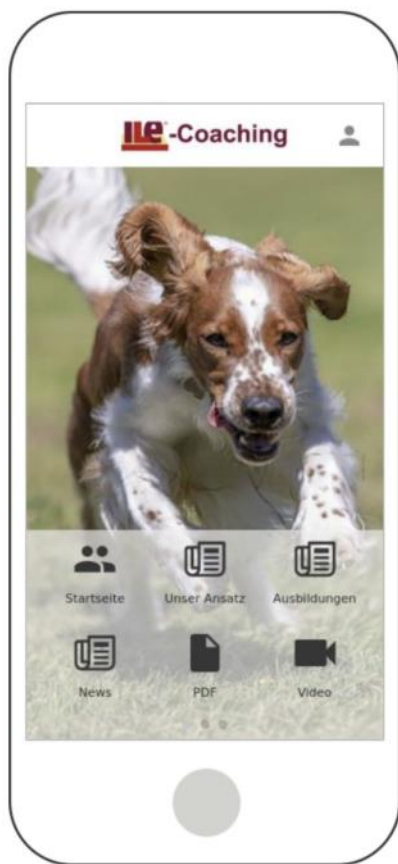 ILE-Coaching
Startseite
Unser Ansatz
Ausbildungen
News
PDF
Video